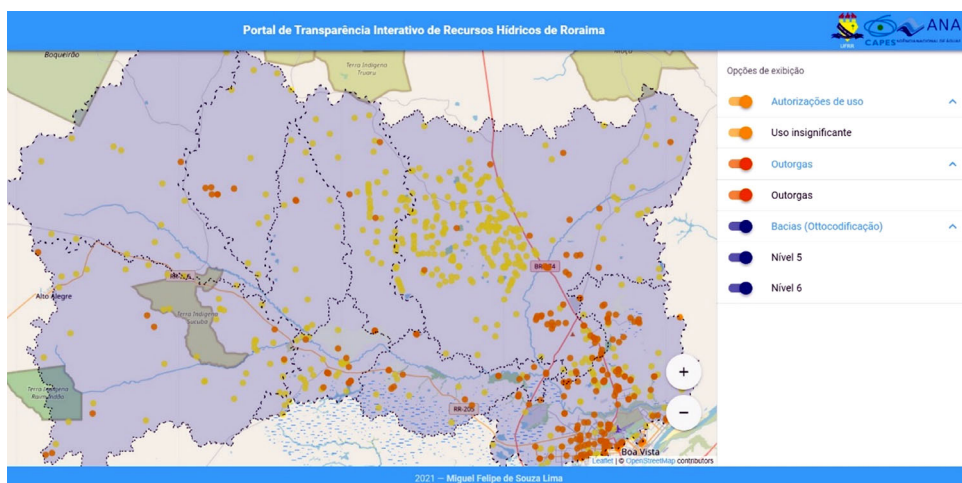 Portal de Transparência Interativo de Recursos Hídricos de Roraima
UFRR
CAPES
ANA
Boqueirão
Terra Indígena
Truaru
Opções de exibição
Autorizações de uso
Uso insignificante
Outorgas
Outorgas
Bacias (Ottocodificação)
Nível 5
Nível 6
Alto Alegre
Terra Indígena
Terra Indígena
RR-205
Boa Vista
+
−
Leaflet | © OpenStreetMap contributors
2021 — Miguel Felipe de Souza Lima